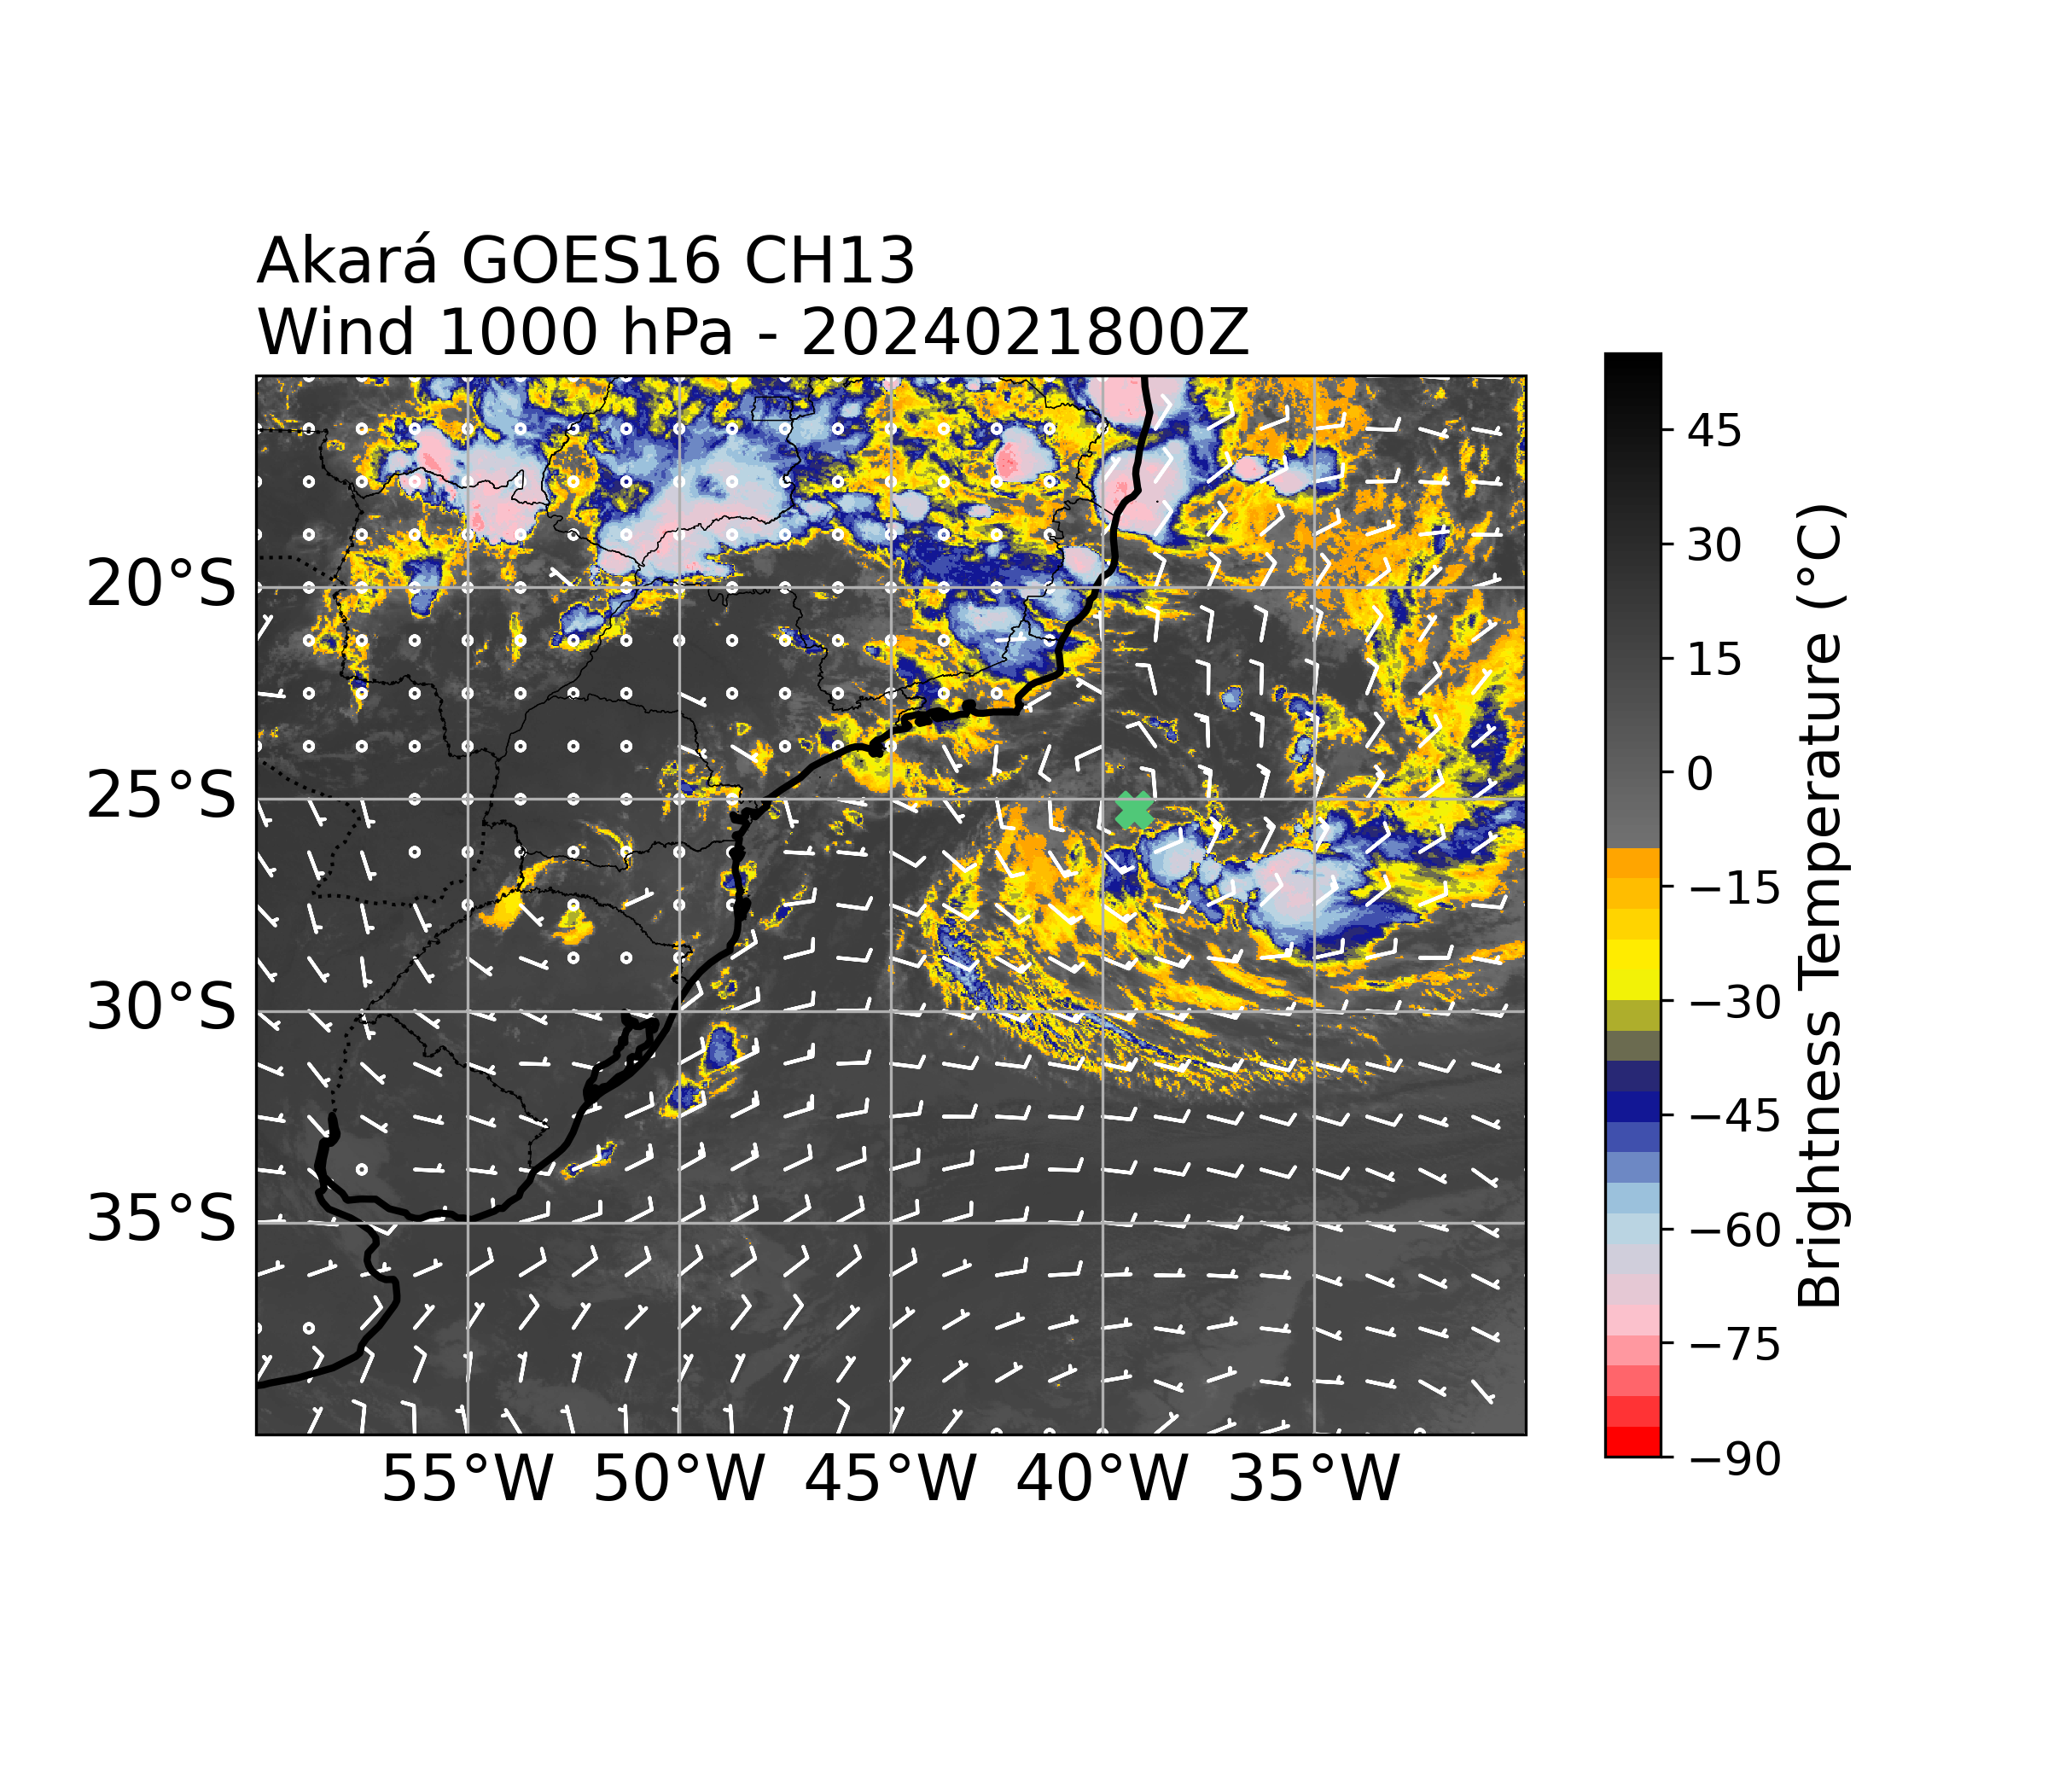 Akará GOES16 CH13
Wind 1000 hPa - 2024021800Z
20°S
25°S
30°S
35°S
55°W
50°W
45°W
40°W
35°W
45
30
15
0
−15
−30
−45
−60
−75
−90
Brightness Temperature (°C)